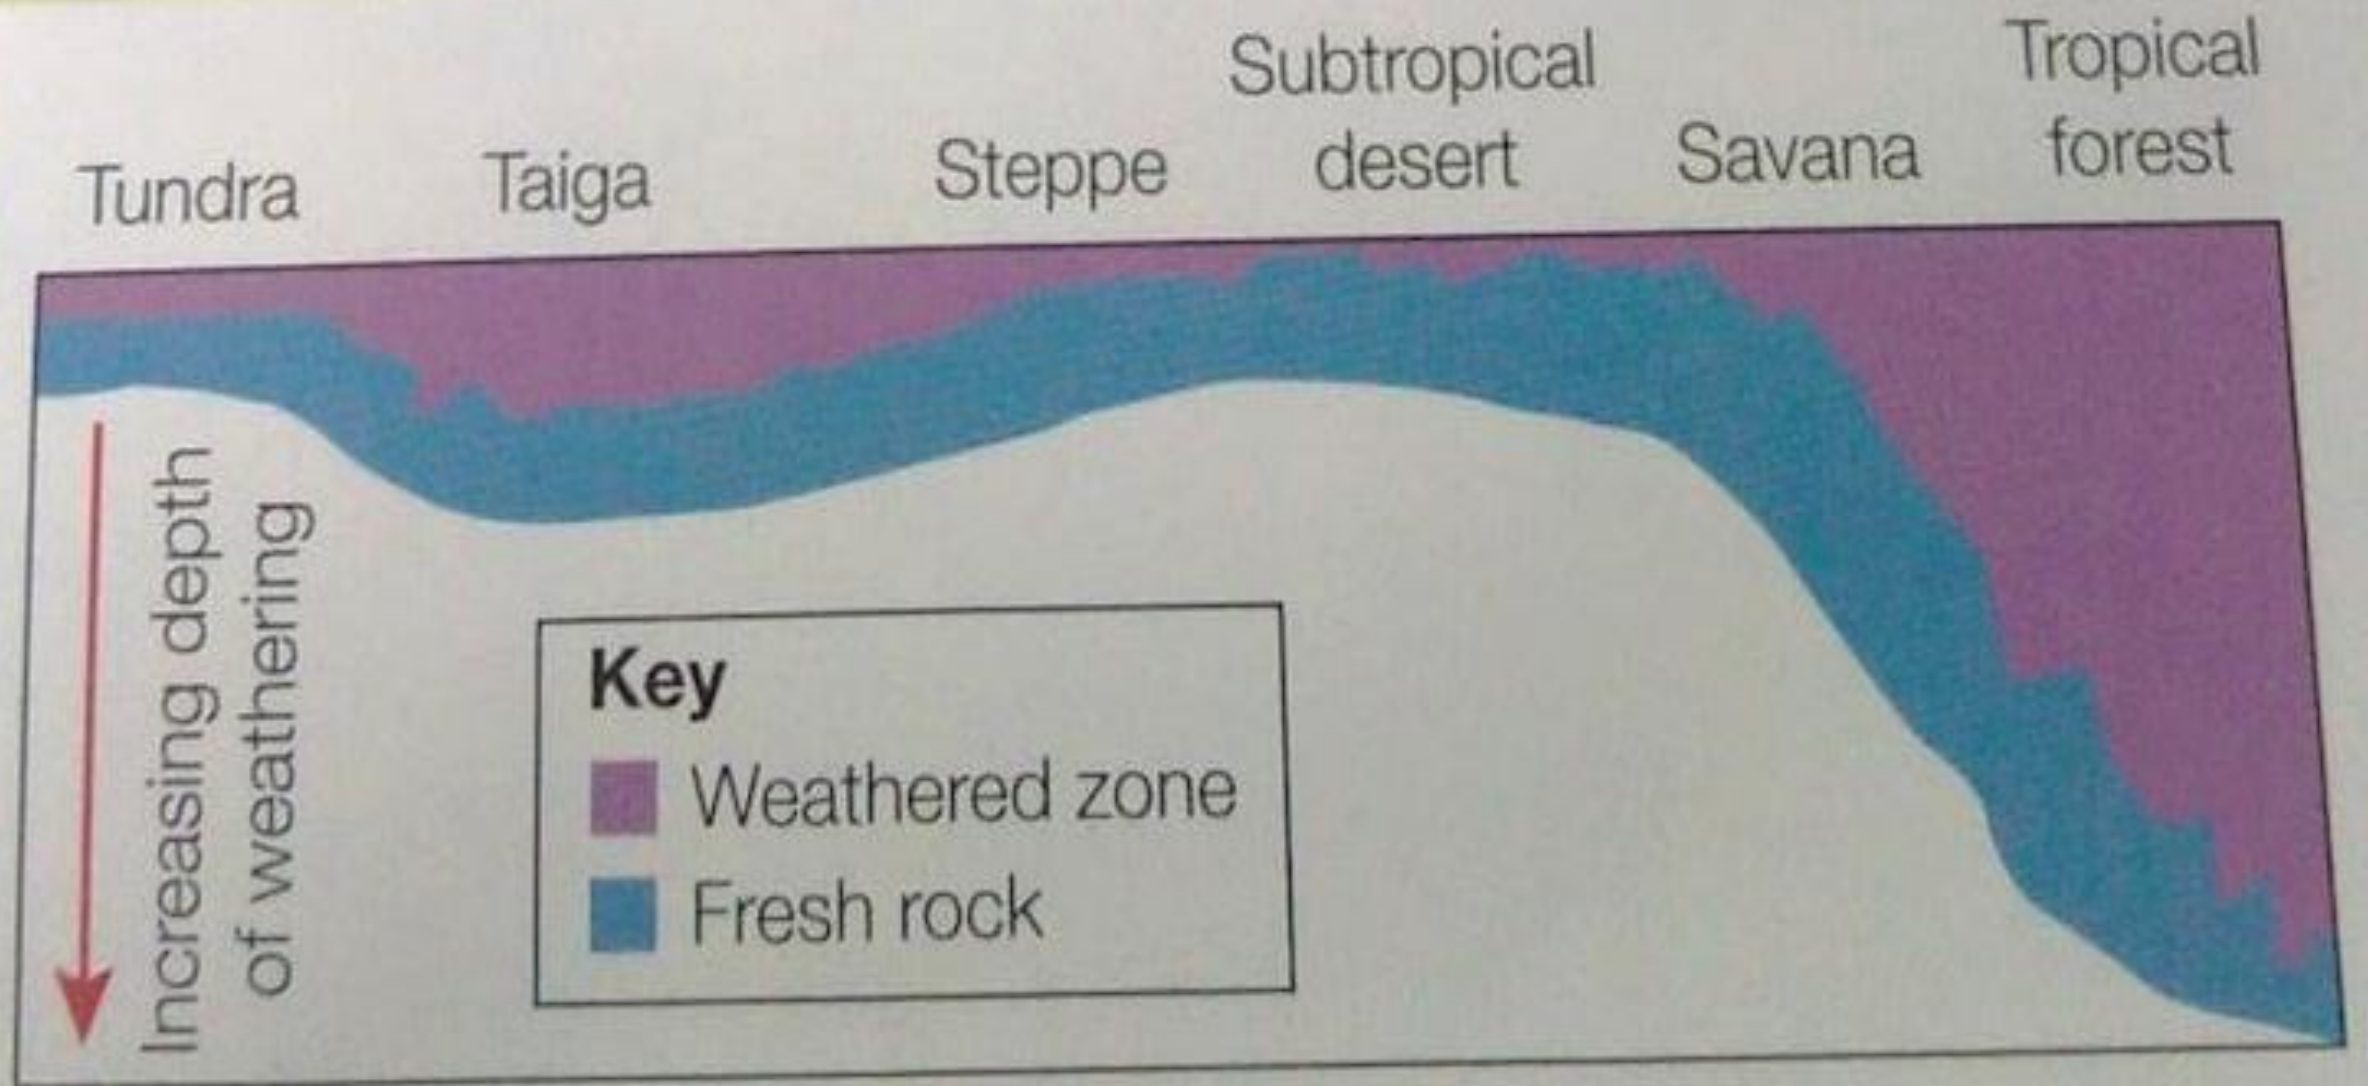 Tundra
Taiga
Steppe
Subtropical
desert
Savana
Tropical
forest
Increasing depth
of weathering
Key
Weathered zone
Fresh rock